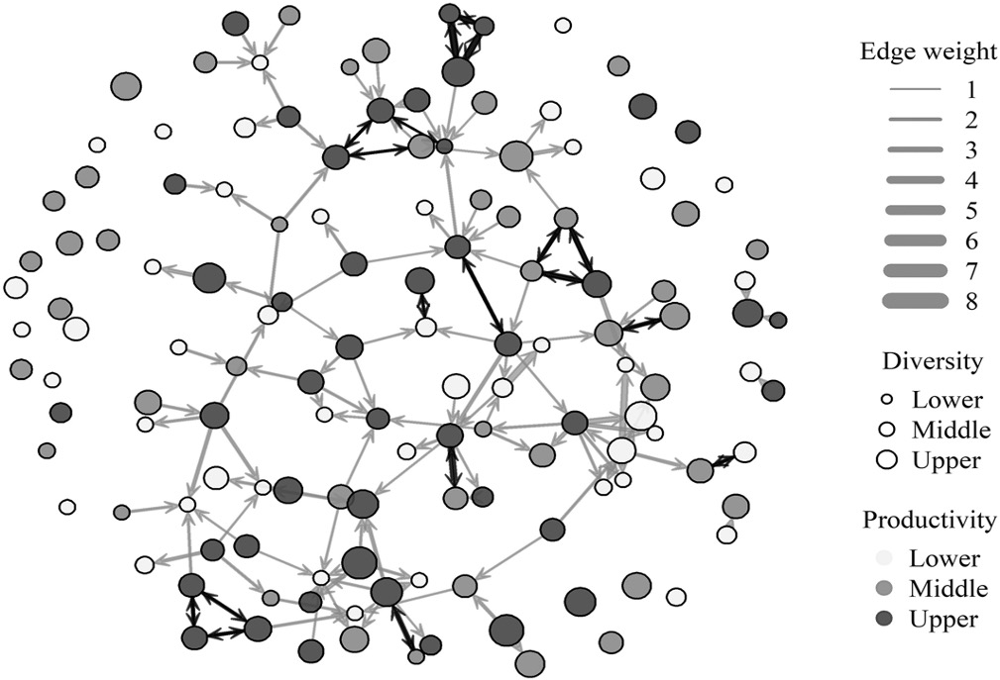 Edge weight
1
2
3
4
5
6
7
8
Diversity
Lower
Middle
Upper
Productivity
Lower
Middle
Upper